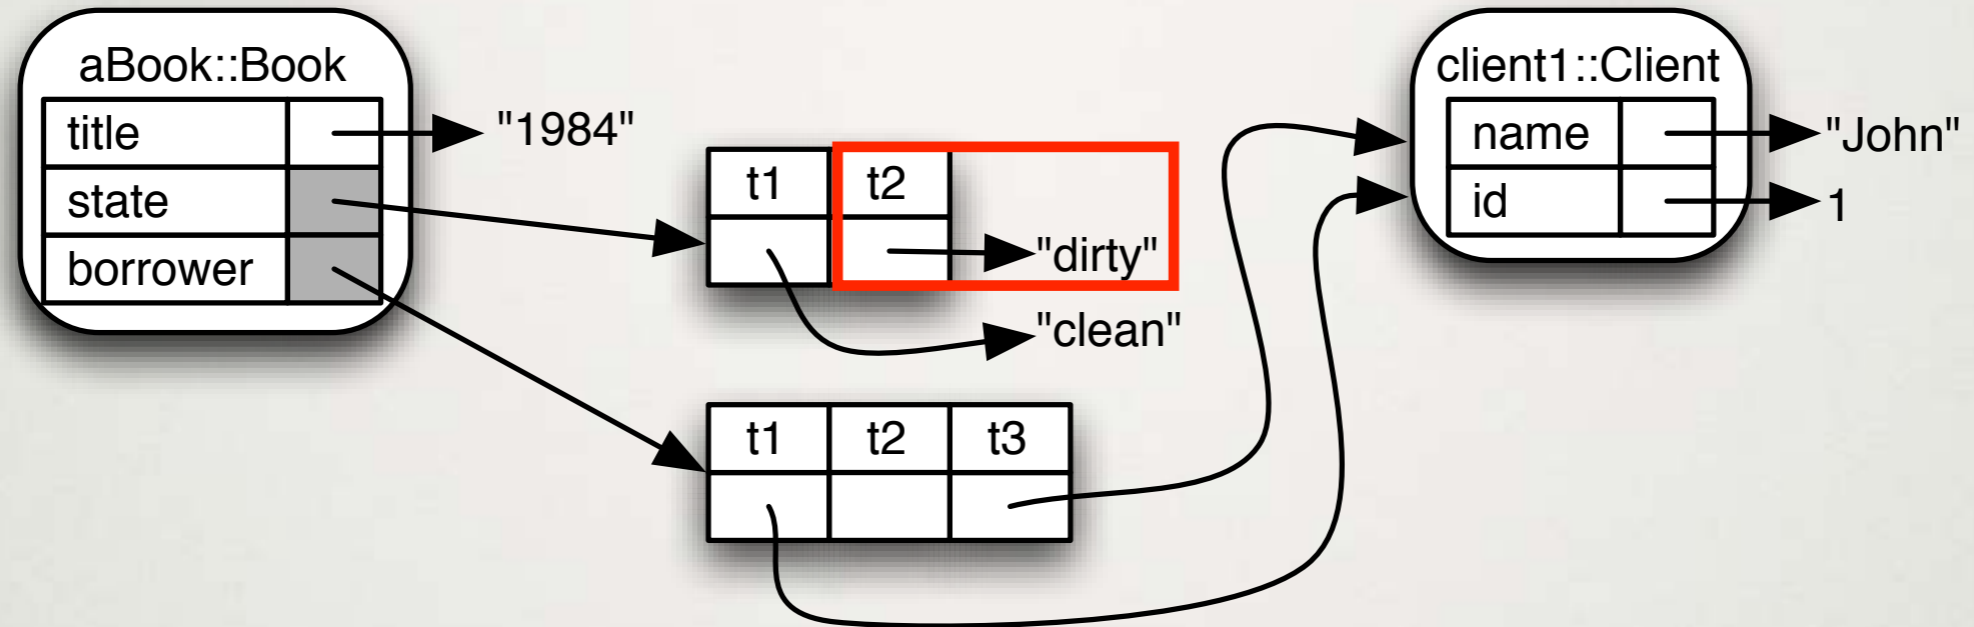 aBook::Book
title
"1984"
state
borrower
t1 t2
"dirty"
"clean"
t1 t2 t3
client1::Client
name
"John"
id
1